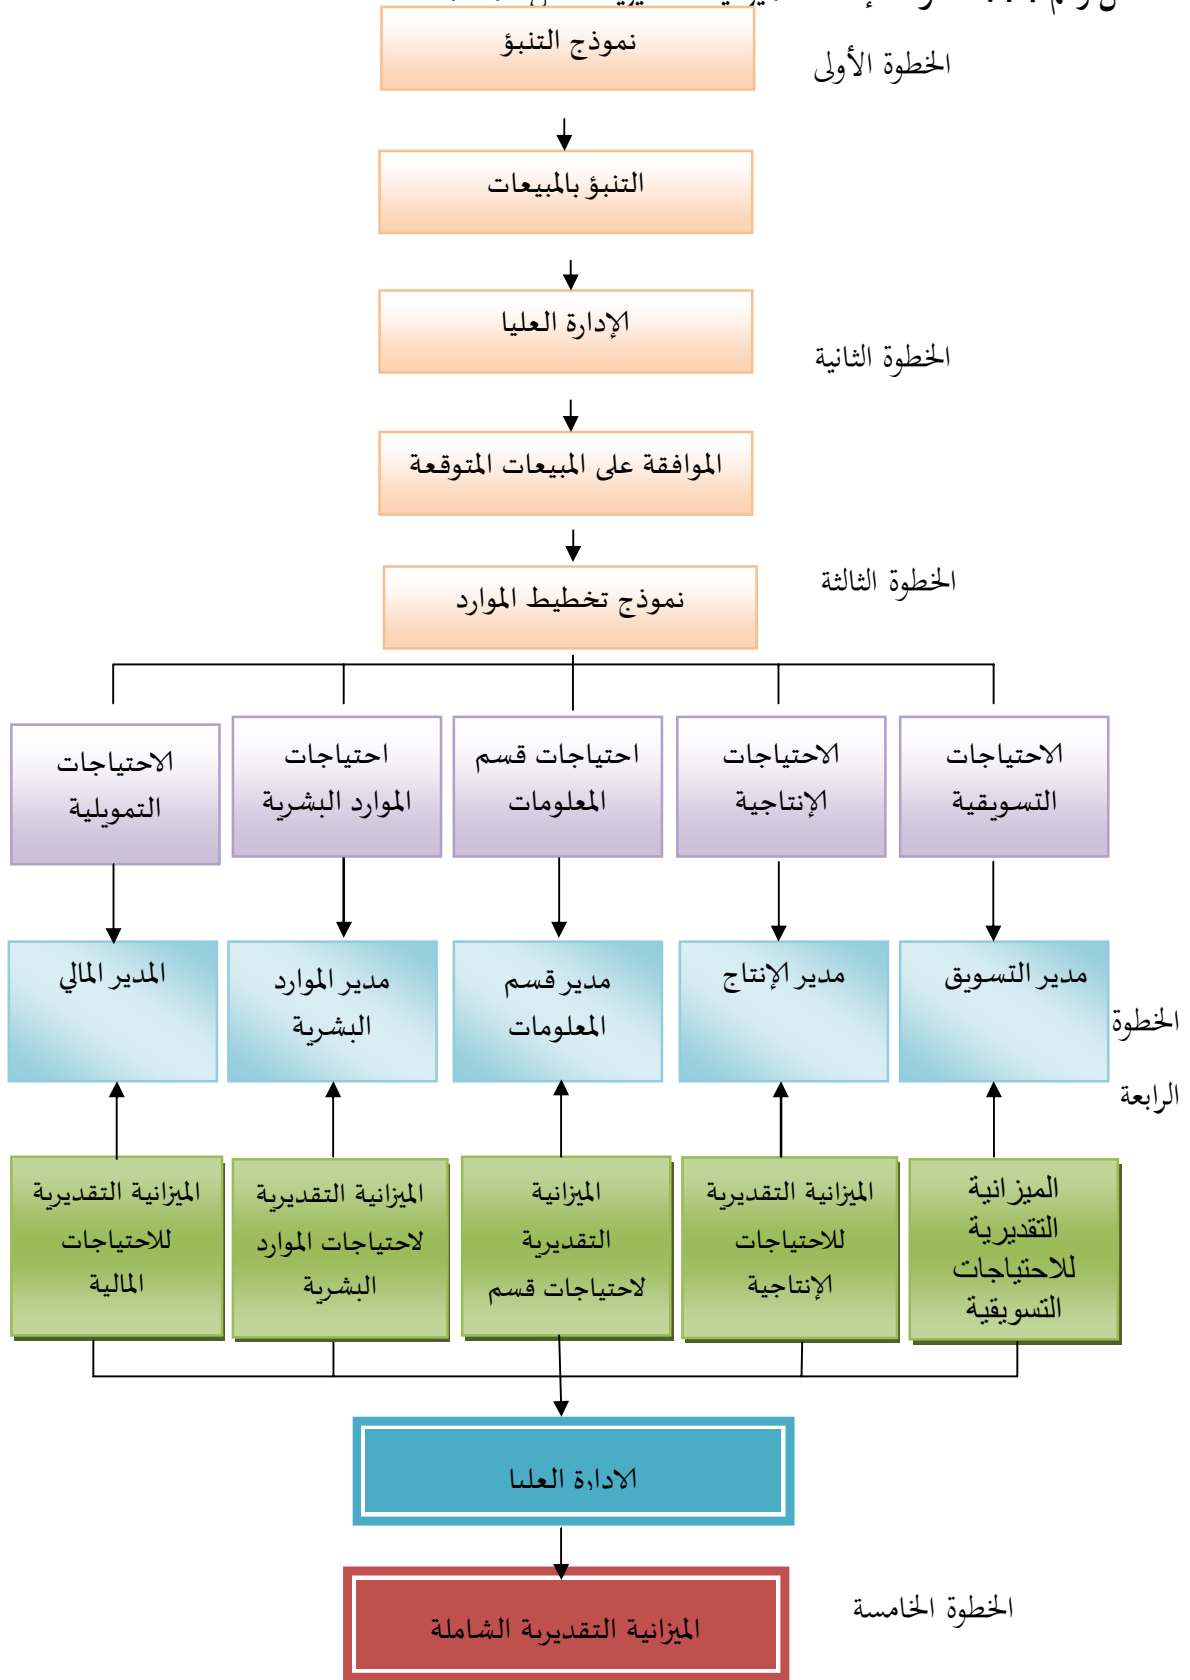 نموذج التنبؤ
الخطوة الأولى
التنبؤ بالمبيعات
الإدارة العليا
الخطوة الثانية
الموافقة على المبيعات المتوقعة
الخطوة الثالثة
نموذج تخطيط الموارد
الاحتياجات
التسويقية
الاحتياجات
الإنتاجية
احتياجات قسم
المعلومات
احتياجات
الموارد البشرية
الاحتياجات
التمويلية
مدير التسويق
مدير الإنتاج
مدير قسم
المعلومات
مدير الموارد
البشرية
المدير المالي
الخطوة
الرابعة
الميزانية
التقديرية
للاحتياجات
التسويقية
الميزانية التقديرية
للاحتياجات
الإنتاجية
الميزانية
التقديرية
لاحتياجات قسم
الميزانية التقديرية
لاحتياجات الموارد
البشرية
الميزانية التقديرية
للاحتياجات
المالية
الادارة العليا
الخطوة الخامسة
الميزانية التقديرية الشاملة